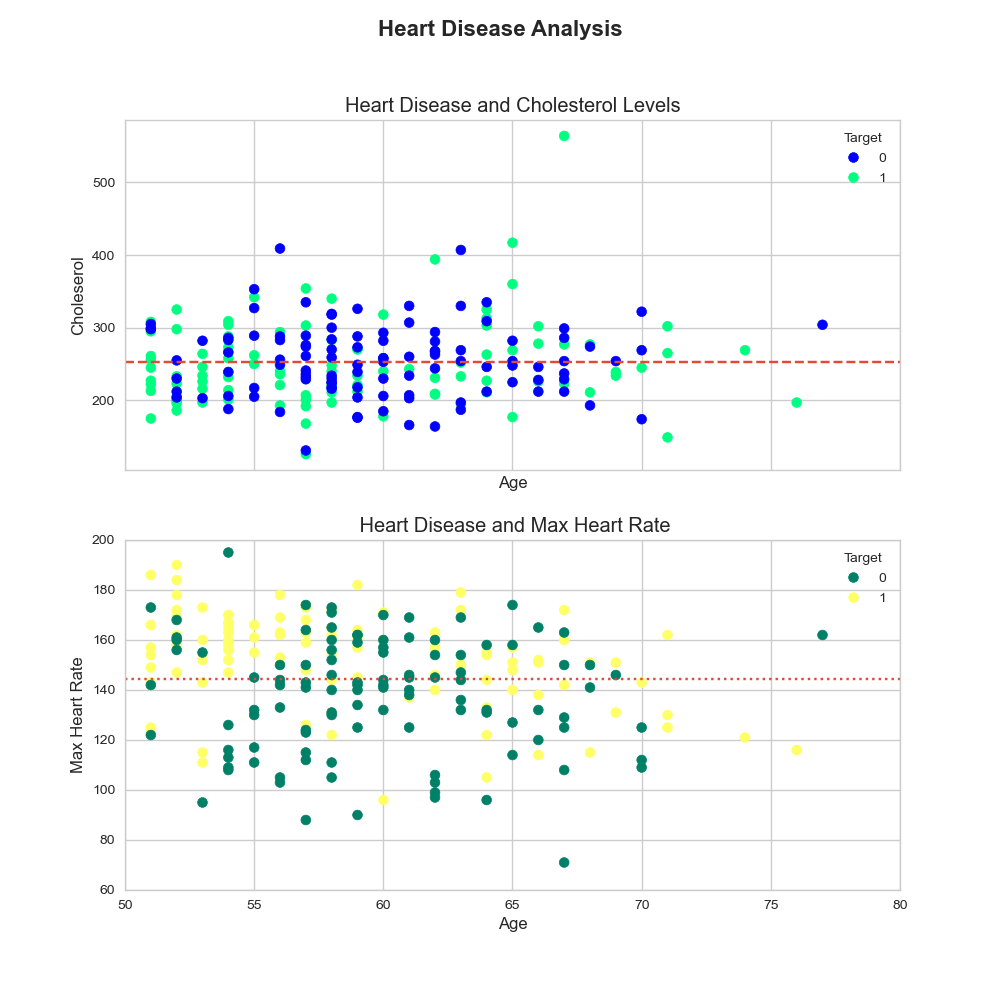 Heart Disease Analysis
Heart Disease and Cholesterol Levels
Target
0
1
500
400
300
200
Choleserol
Age
Heart Disease and Max Heart Rate
Target
0
1
200
180
160
140
120
100
80
60
Max Heart Rate
50 55 60 65 70 75 80
Age